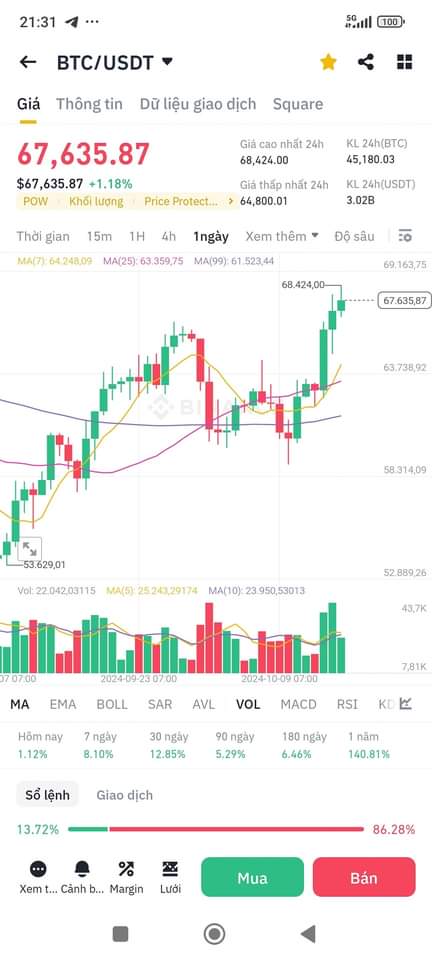 21:31
5G
100
BTC/USDT
Giá Thông tin Dữ liệu giao dịch Square
67,635.87
$67,635.87 +1.18%
POW Khối lượng Price Protect...
Giá cao nhất 24h KL 24h(BTC)
68,424.00 45,180.03
Giá thấp nhất 24h KL 24h(USDT)
64,800.01 3.02B
Thời gian 15m 1H 4h 1ngày Xem thêm Độ sâu
MA(7): 64.248,09 MA(25): 63.359,75 MA(99): 61.523,44
69.163,75
68.424,00
67.635,87
63.738,92
58.314,09
53.629,01
52.889,26
Vol: 22.042,03115 MA(5): 25.243,29174 MA(10): 23.950,53013
43,7K
7,81K
07 07:00 2024-09-23 07:00 2024-10-09 07:00
MA EMA BOLL SAR AVL VOL MACD RSI KD
Hôm nay 7 ngày 30 ngày 90 ngày 180 ngày 1 năm
1.12% 8.10% 12.85% 5.29% 6.46% 140.81%
Sổ lệnh Giao dịch
13.72% 86.28%
Xem t... Cảnh b... Margin Lưới
Mua Bán